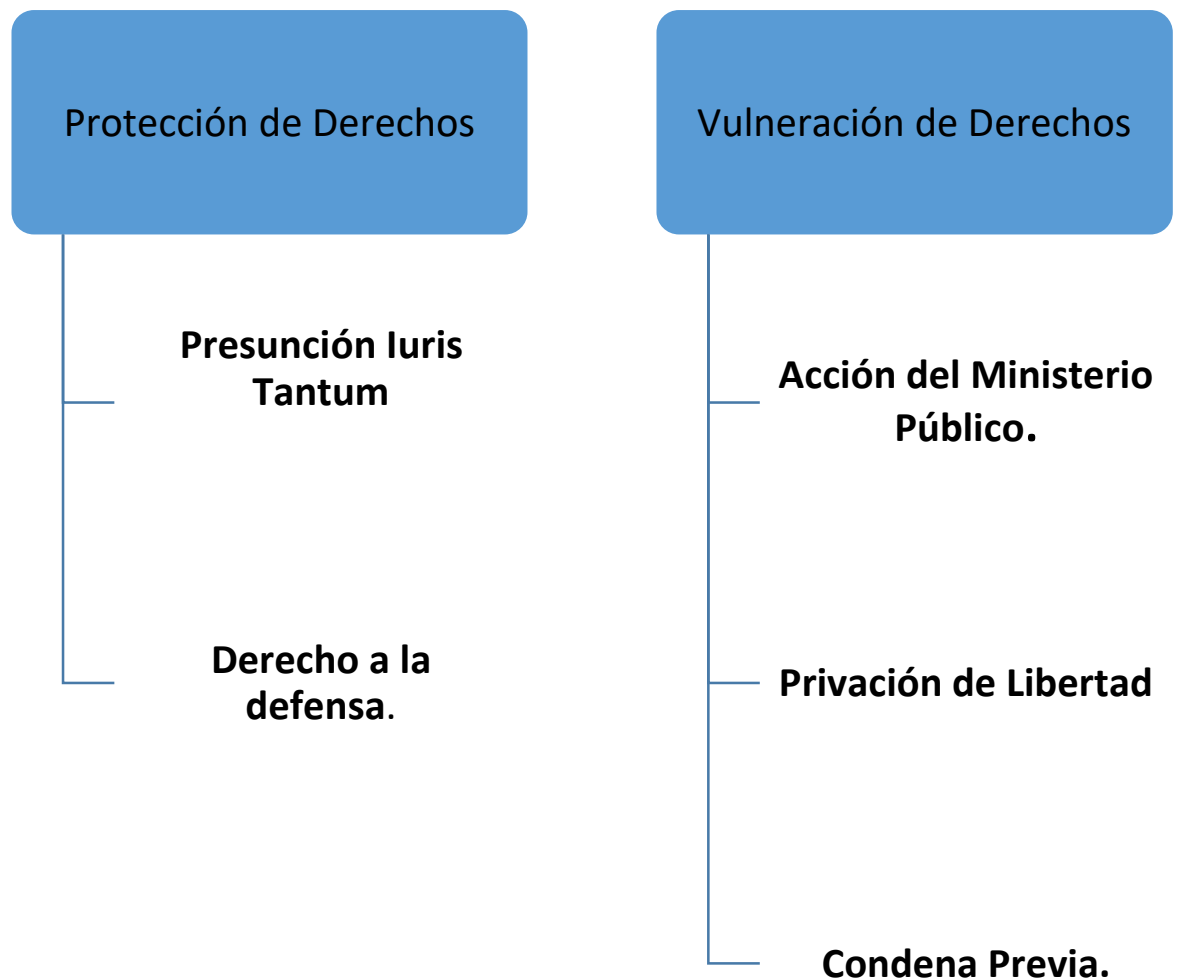 Protección de Derechos
Presunción Iuris
Tantum
Derecho a la
defensa.
Vulneración de Derechos
Acción del Ministerio
Público.
Privación de Libertad
Condena Previa.